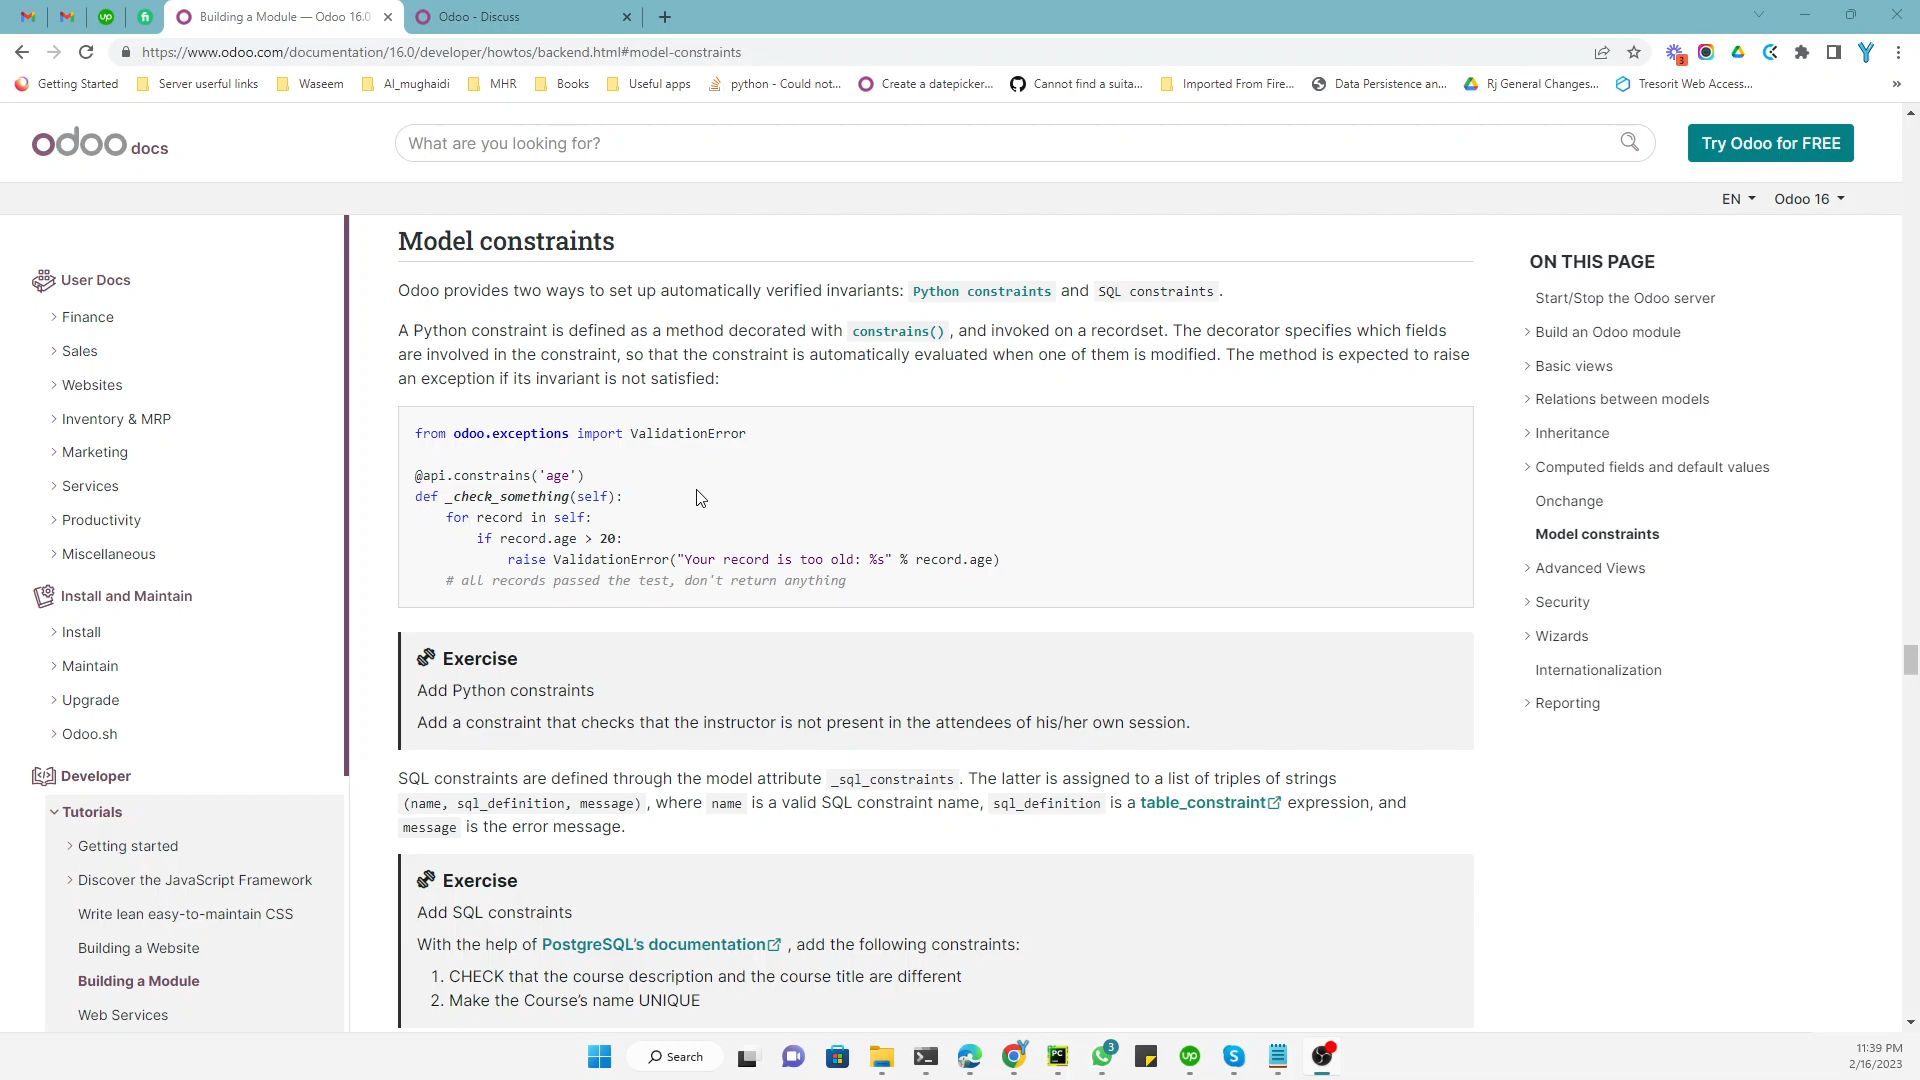 Building a Module — Odoo 16.0
Odoo - Discuss
https://www.odoo.com/documentation/16.0/developer/howtos/backend.html#model-constraints
3
Getting Started
Server userful links
Waseem
Al_mughaidi
MHR
Books
Useful apps
python - Could not...
Create a datepicker...
Cannot find a suita...
Imported From Fire...
Data Persistence an...
Rj General Changes...
Tresorit Web Access...
»
odoo docs
What are you looking for?
Try Odoo for FREE
EN
Odoo 16
User Docs
Finance
Sales
Websites
Inventory & MRP
Marketing
Services
Productivity
Miscellaneous
Install and Maintain
Install
Maintain
Upgrade
Odoo.sh
Developer
Tutorials
Getting started
Discover the JavaScript Framework
Write lean easy-to-maintain CSS
Building a Website
Building a Module
Web Services
Model constraints
Odoo provides two ways to set up automatically verified invariants: Python constraints and SQL constraints.
A Python constraint is defined as a method decorated with constrains(), and invoked on a recordset. The decorator specifies which fields
are involved in the constraint, so that the constraint is automatically evaluated when one of them is modified. The method is expected to raise
an exception if its invariant is not satisfied:
from odoo.exceptions import ValidationError
@api.constrains('age')
def _check_something(self):
for record in self:
if record.age > 20:
raise ValidationError("Your record is too old: %s" % record.age)
# all records passed the test, don't return anything
Exercise
Add Python constraints
Add a constraint that checks that the instructor is not present in the attendees of his/her own session.
SQL constraints are defined through the model attribute _sql_constraints. The latter is assigned to a list of triples of strings
(name, sql_definition, message), where name is a valid SQL constraint name, sql_definition is a table_constraint expression, and
message is the error message.
Exercise
Add SQL constraints
With the help of PostgreSQL's documentation , add the following constraints:
1. CHECK that the course description and the course title are different
2. Make the Course's name UNIQUE
ON THIS PAGE
Start/Stop the Odoo server
Build an Odoo module
Basic views
Relations between models
Inheritance
Computed fields and default values
Onchange
Model constraints
Advanced Views
Security
Wizards
Internationalization
Reporting
Search
3
11:39 PM
2/16/2023